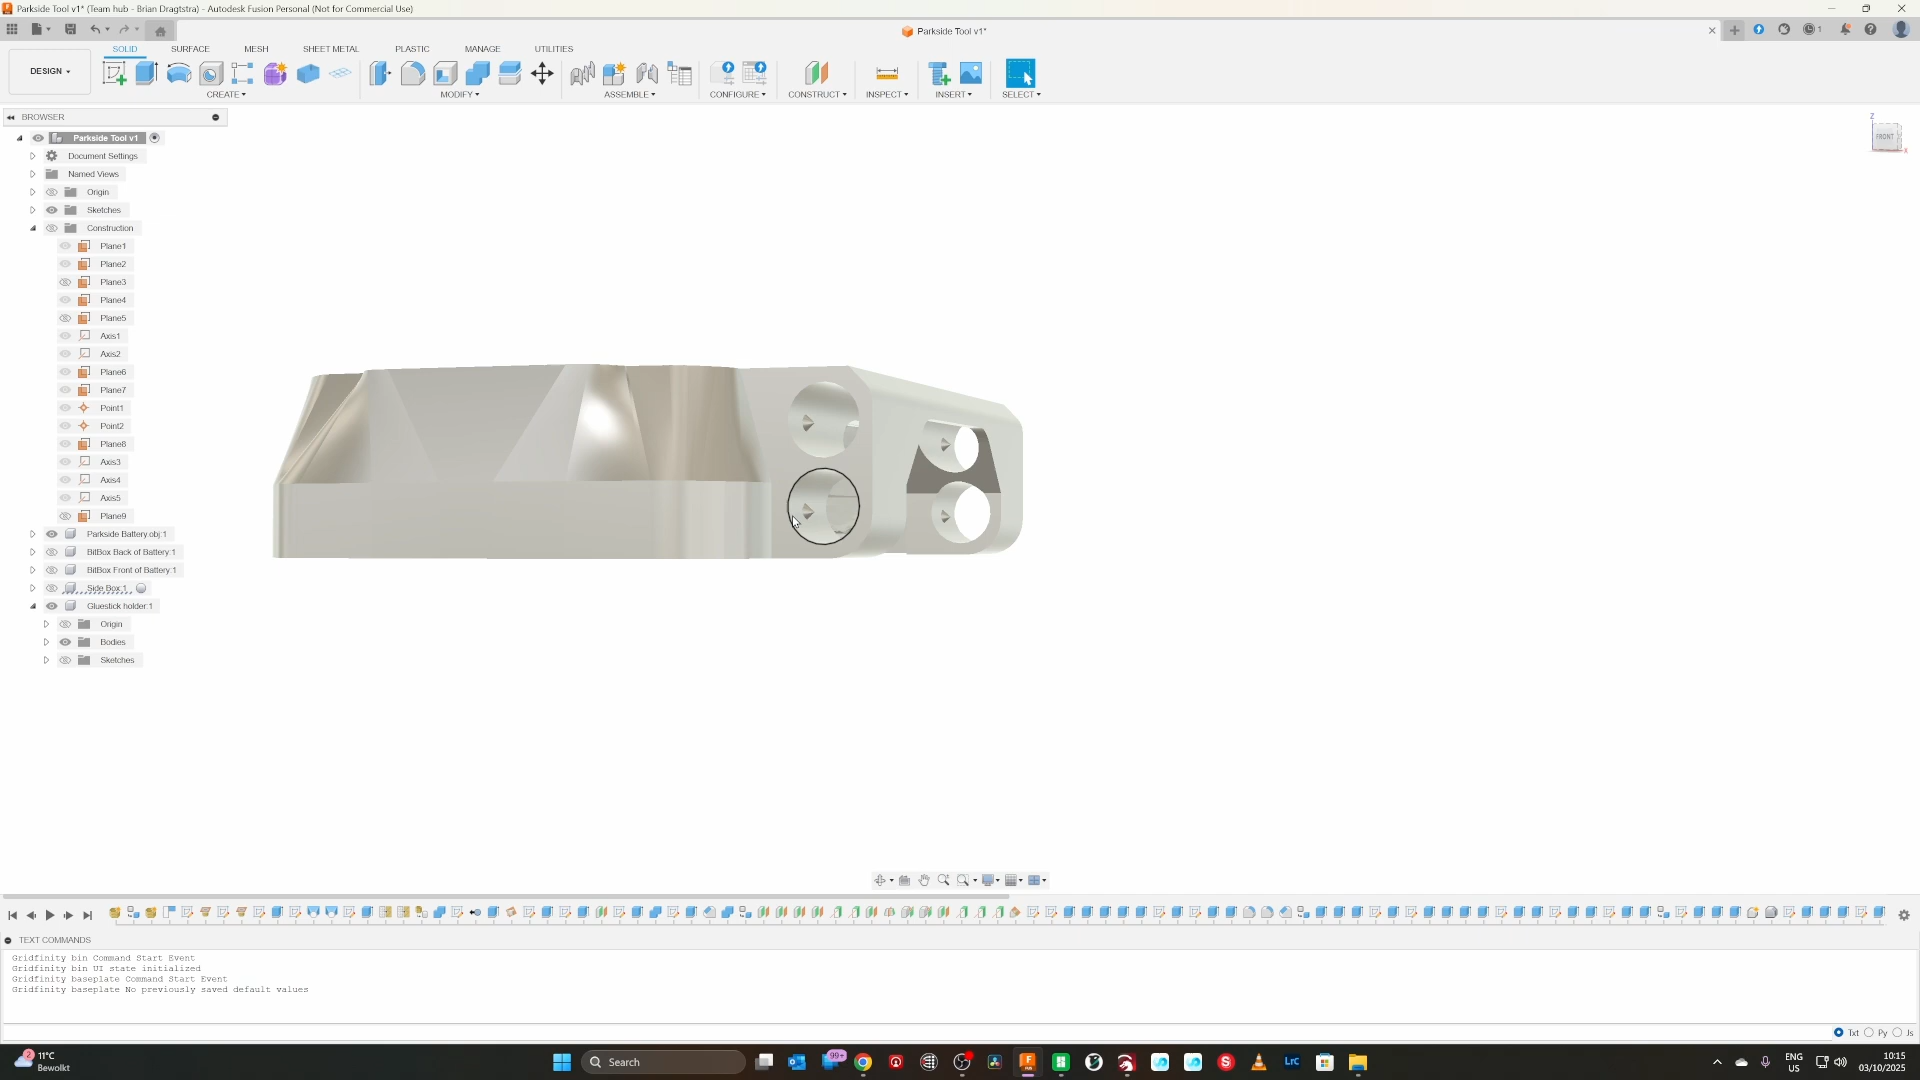 Parkside Tool v1* (Team hub - Brian Dragtstra) - Autodesk Fusion Personal (Not for Commercial Use)
Parkside Tool v1*
1
SOLID SURFACE MESH SHEET METAL PLASTIC MANAGE UTILITIES
DESIGN
CREATE MODIFY ASSEMBLE CONFIGURE CONSTRUCT INSPECT INSERT SELECT
BROWSER
Parkside Tool v1
Document Settings
Named Views
Origin
Sketches
Construction
Plane1
Plane2
Plane3
Plane4
Plane5
Axis1
Axis2
Plane6
Plane7
Point1
Point2
Plane8
Axis3
Axis4
Axis5
Plane9
Parkside Battery.obj:1
BitBox Back of Battery:1
BitBox Front of Battery:1
Side Box:1
Gluestick holder:1
Origin
Bodies
Sketches
Z
FRONT
X
TEXT COMMANDS
Gridfinity bin Command Start Event
Gridfinity bin UI state initialized
Gridfinity baseplate Command Start Event
Gridfinity baseplate No previously saved default values
Txt Py Js
2
11°C
Bewolkt
Search
99+
LrC
ENG
US
10:15
03/10/2025